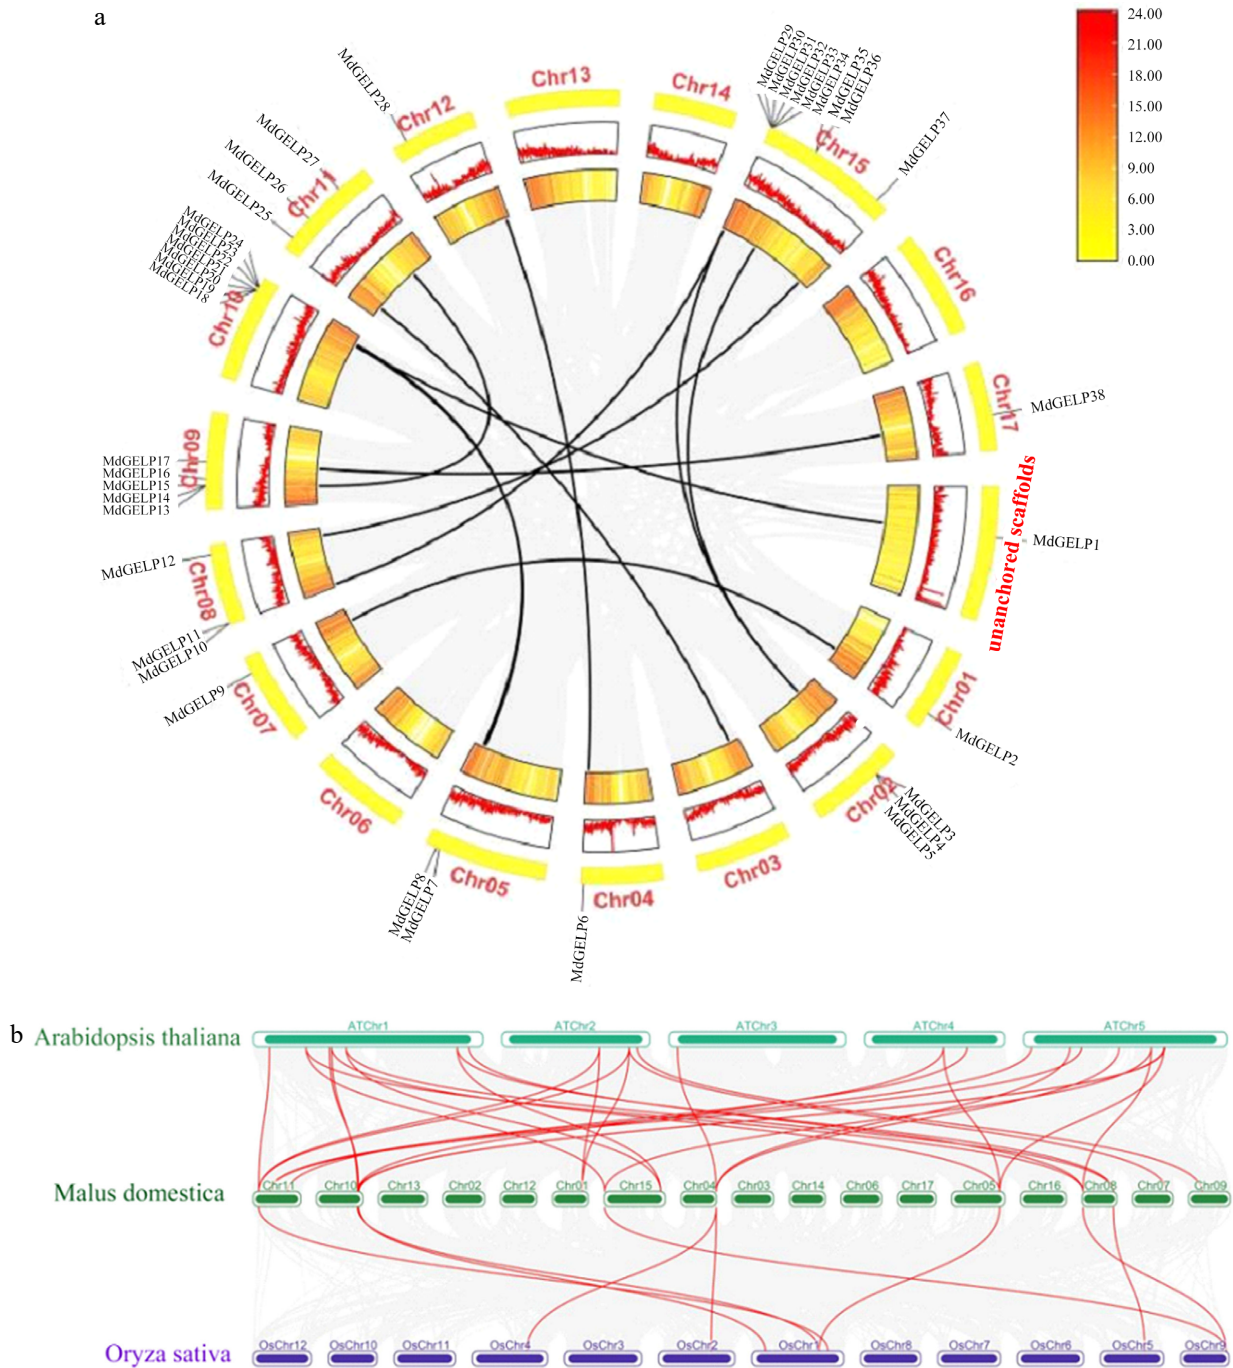 a
24.00
21.00
18.00
15.00
12.00
9.00
6.00
3.00
0.00
Chr13
Chr14
MdGELP29
MdGELP30
MdGELP31
MdGELP32
MdGELP33
MdGELP34
MdGELP35
MdGELP36
Chr15
MdGELP37
Chr16
Chr17
MdGELP38
unanchored scaffolds
MdGELP1
Chr01
MdGELP2
Chr02
MdGELP3
MdGELP4
MdGELP5
Chr03
Chr04
MdGELP6
Chr05
MdGELP7
MdGELP8
Chr06
Chr07
MdGELP9
Chr08
MdGELP10
MdGELP11
MdGELP12
Chr09
MdGELP13
MdGELP14
MdGELP15
MdGELP16
MdGELP17
Chr10
MdGELP18
MdGELP19
MdGELP20
MdGELP21
MdGELP22
MdGELP23
MdGELP24
Chr11
MdGELP25
MdGELP26
MdGELP27
Chr12
MdGELP28
b
Arabidopsis thaliana
ATChr1 ATChr2 ATChr3 ATChr4 ATChr5
Malus domestica
Chr11 Chr10 Chr13 Chr02 Chr12 Chr01 Chr15 Chr04 Chr03 Chr14 Chr06 Chr17 Chr05 Chr16 Chr08 Chr07 Chr09
Oryza sativa
OsChr12 OsChr10 OsChr11 OsChr4 OsChr3 OsChr2 OsChr1 OsChr8 OsChr7 OsChr6 OsChr5 OsChr9